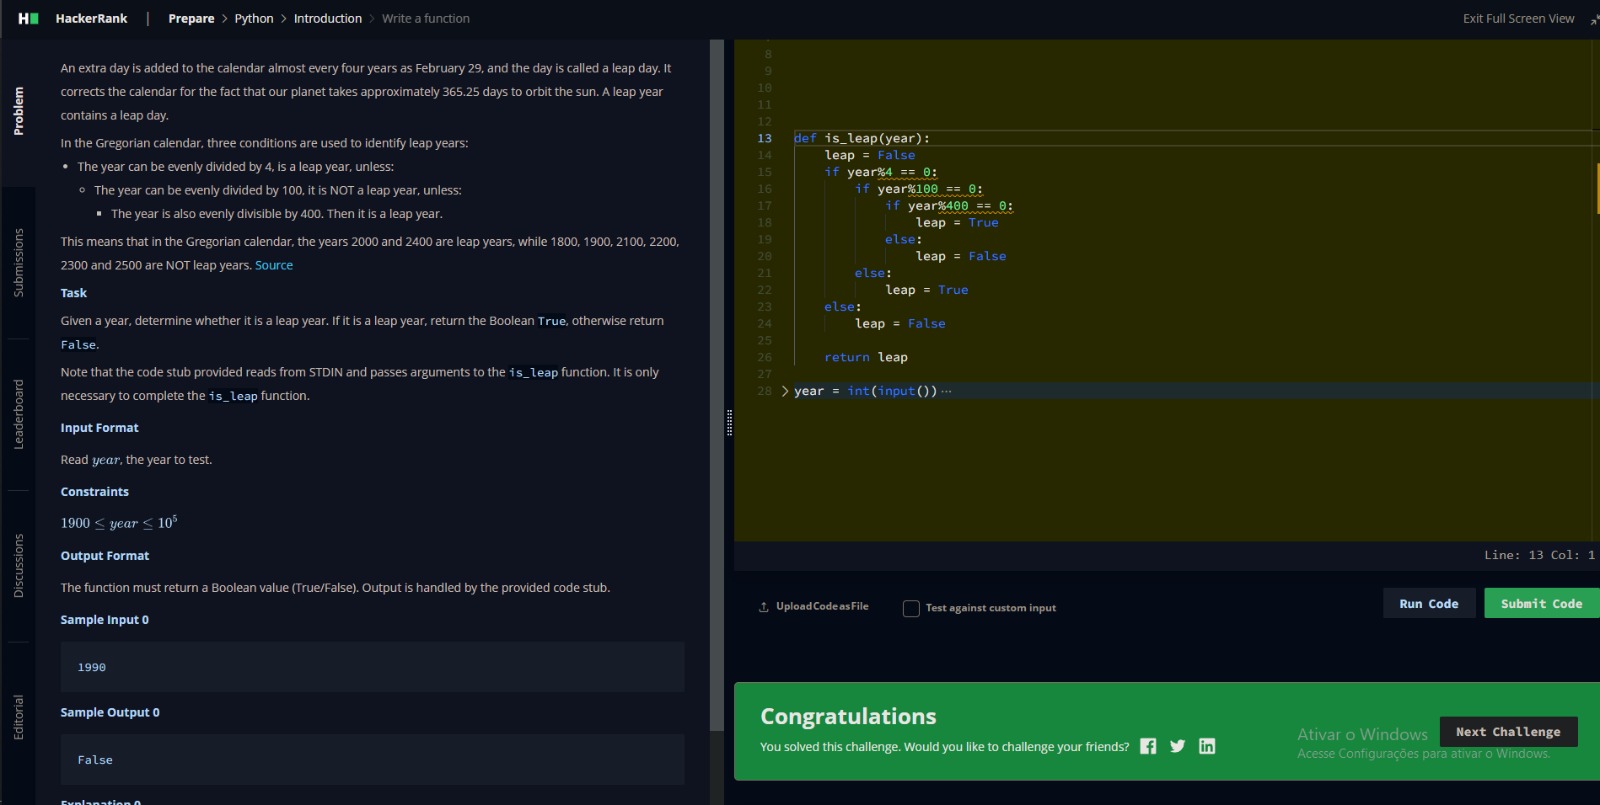 HackerRank | Prepare > Python > Introduction > Write a function
Exit Full Screen View
Problem
Submissions
Leaderboard
Discussions
Editorial
An extra day is added to the calendar almost every four years as February 29, and the day is called a leap day. It
corrects the calendar for the fact that our planet takes approximately 365.25 days to orbit the sun. A leap year
contains a leap day.
In the Gregorian calendar, three conditions are used to identify leap years:
• The year can be evenly divided by 4, is a leap year, unless:
◦ The year can be evenly divided by 100, it is NOT a leap year, unless:
▪ The year is also evenly divisible by 400. Then it is a leap year.
This means that in the Gregorian calendar, the years 2000 and 2400 are leap years, while 1800, 1900, 2100, 2200,
2300 and 2500 are NOT leap years. Source
Task
Given a year, determine whether it is a leap year. If it is a leap year, return the Boolean True, otherwise return
False.
Note that the code stub provided reads from STDIN and passes arguments to the is_leap function. It is only
necessary to complete the is_leap function.
Input Format
Read year, the year to test.
Constraints
1900 ≤ year ≤ 10⁵
Output Format
The function must return a Boolean value (True/False). Output is handled by the provided code stub.
Sample Input 0
1990
Sample Output 0
False
Explanation 0
8
9
10
11
12
13 def is_leap(year):
14     leap = False
15     if year%4 == 0:
16         if year%100 == 0:
17             if year%400 == 0:
18                 leap = True
19             else:
20                 leap = False
21         else:
22             leap = True
23     else:
24         leap = False
25
26     return leap
27
28 > year = int(input()) ···
Line: 13 Col: 1
Upload Code as File
Test against custom input
Run Code
Submit Code
Congratulations
You solved this challenge. Would you like to challenge your friends?
Next Challenge
Ativar o Windows
Acesse Configurações para ativar o Windows.